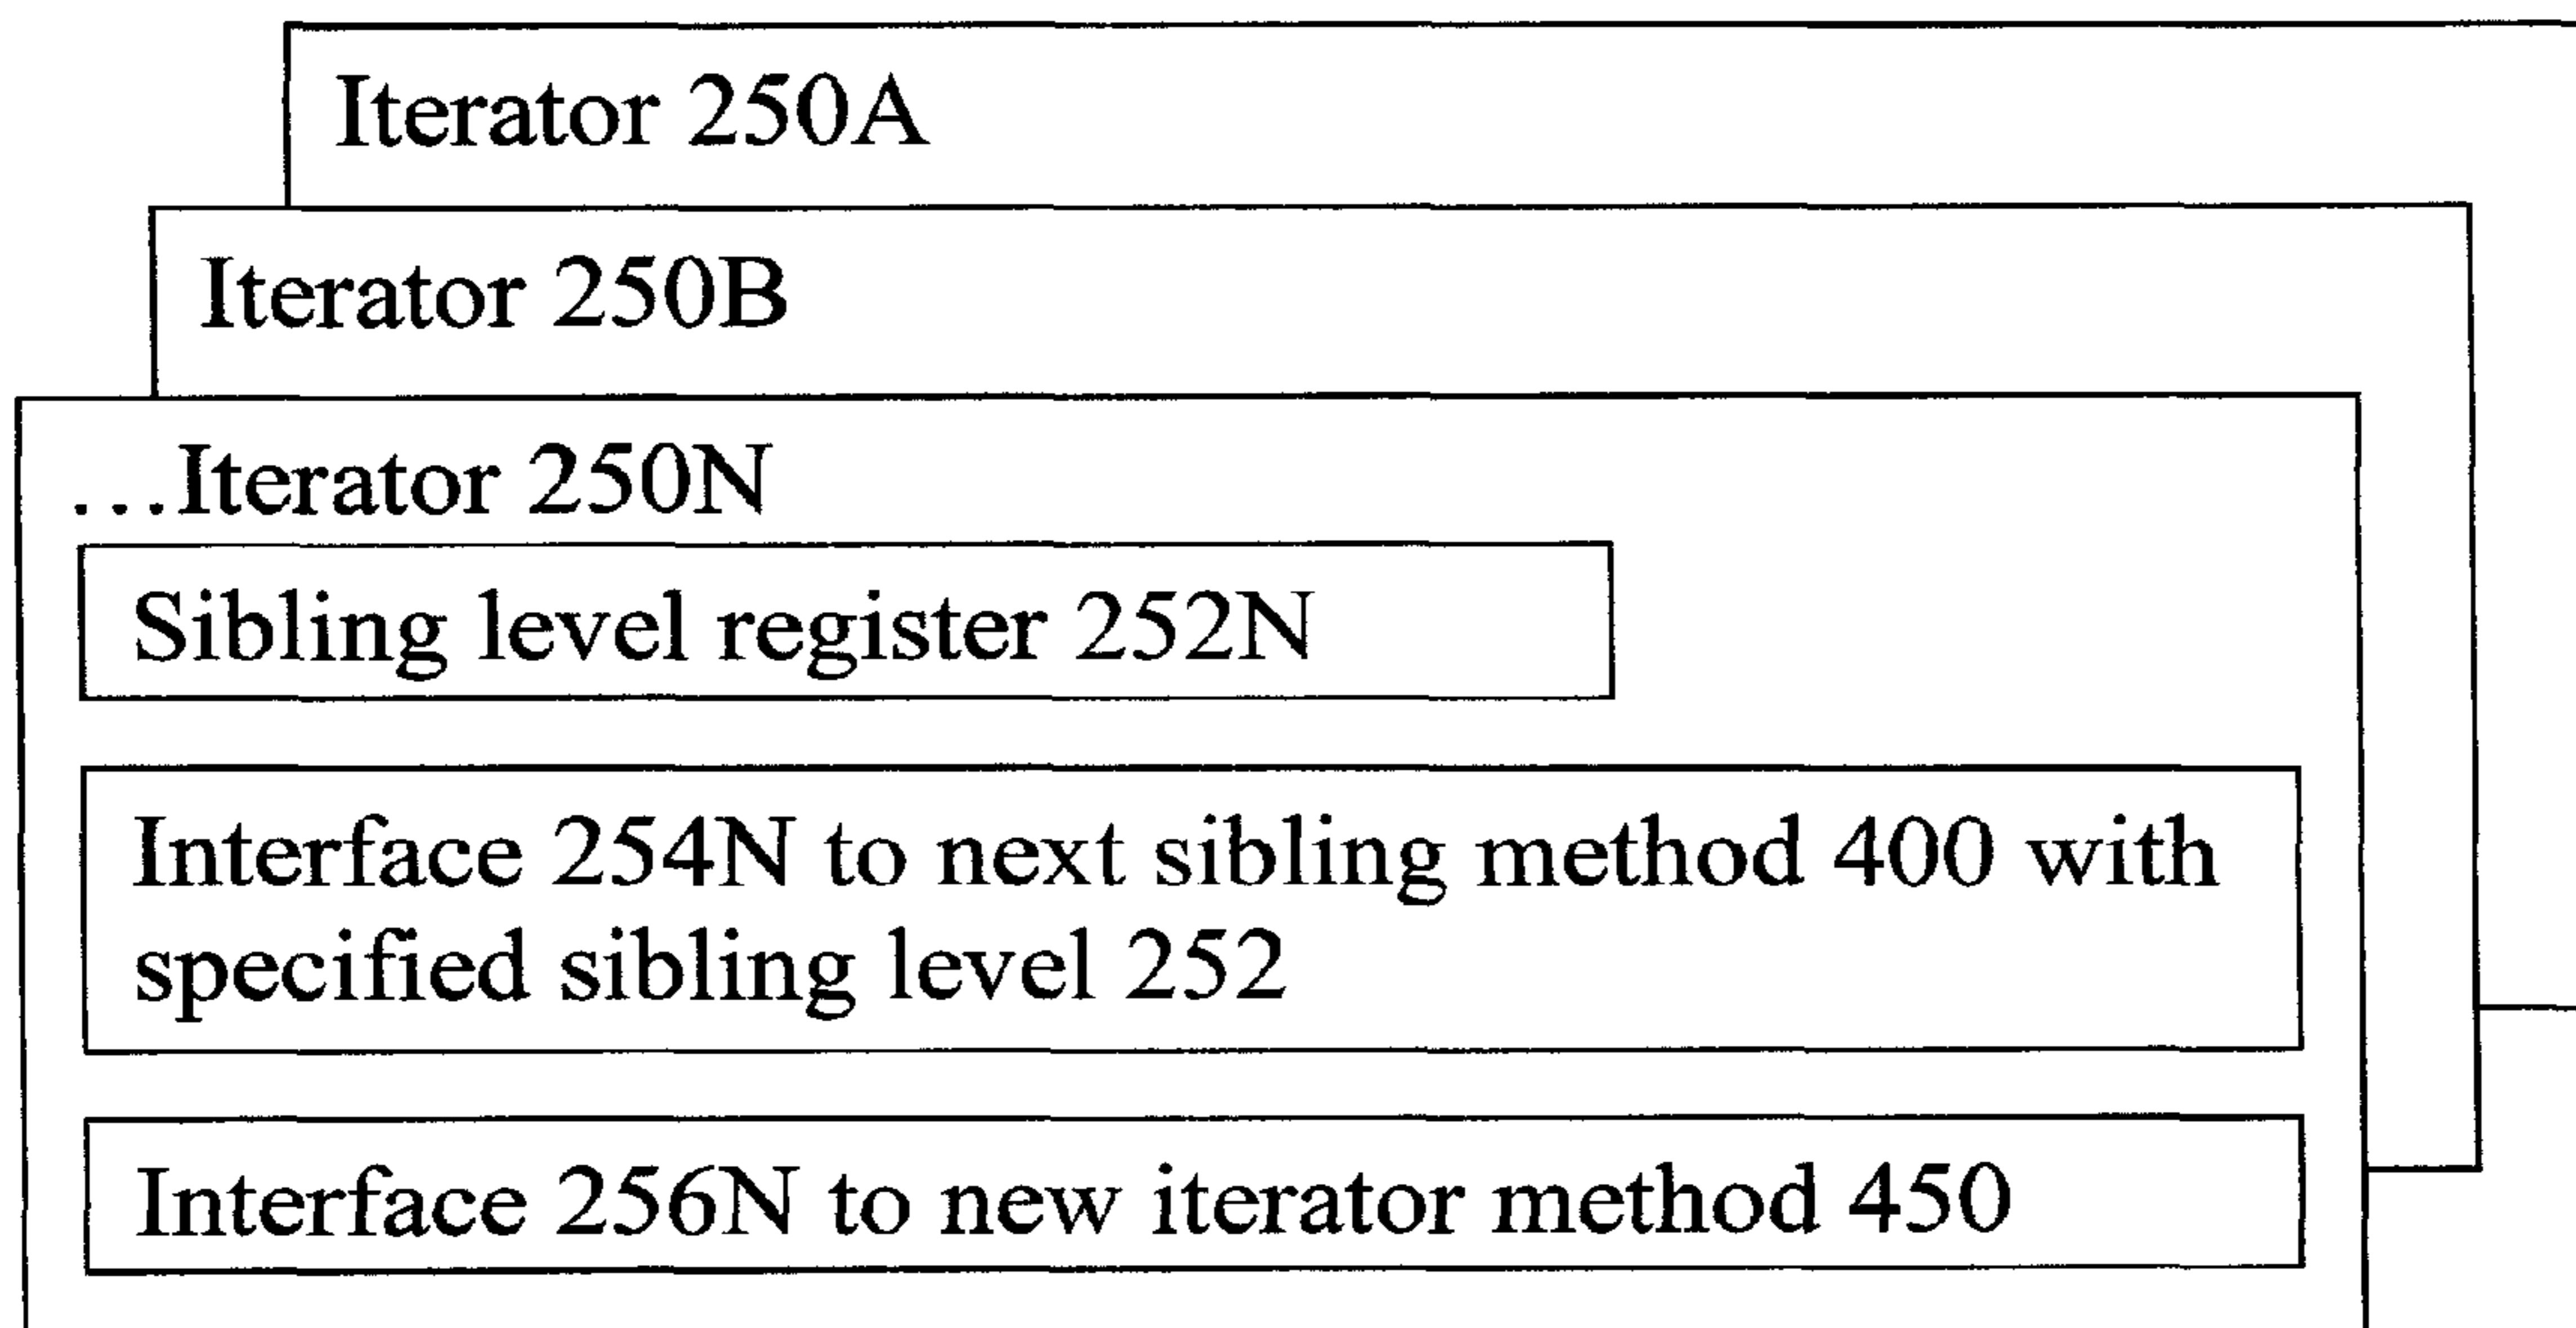 Iterator 250A
Iterator 250B
...Iterator 250N
Sibling level register 252N
Interface 254N to next sibling method 400 with
specified sibling level 252
Interface 256N to new iterator method 450